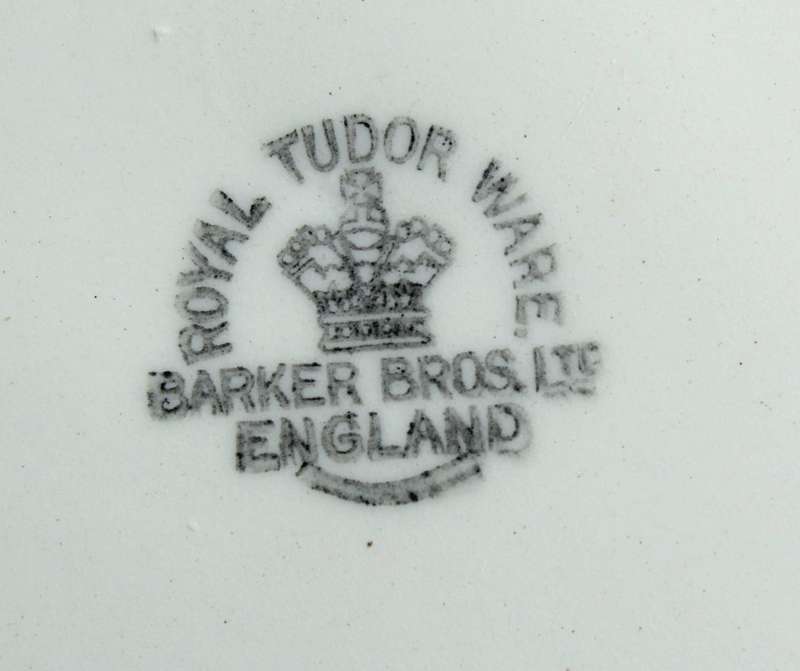 ROYAL TUDOR WARE.
BARKER BROS. LTD
ENGLAND